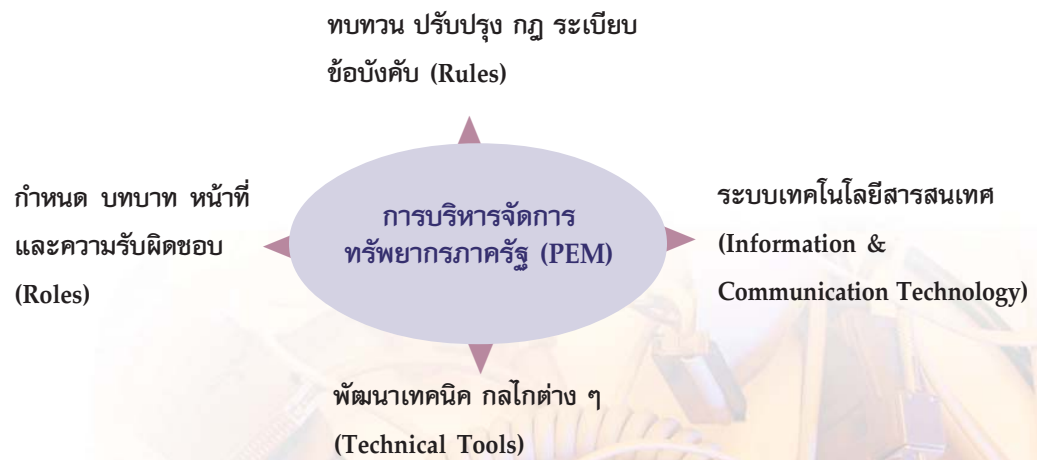 ทบทวน ปรับปรุง กฎ ระเบียบ
ข้อบังคับ (Rules)
กำหนด บทบาท หน้าที่
และความรับผิดชอบ
(Roles)
การบริหารจัดการ
ทรัพยากรภาครัฐ (PEM)
ระบบเทคโนโลยีสารสนเทศ
(Information &
Communication Technology)
พัฒนาเทคนิค กลไกต่าง ๆ
(Technical Tools)